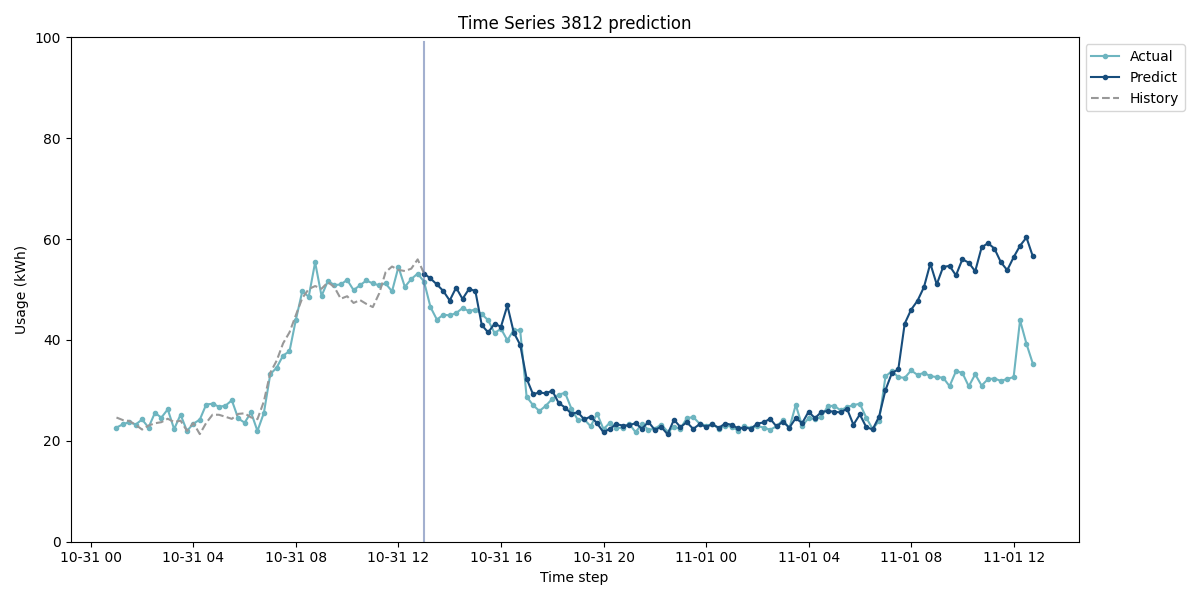 Time Series 3812 prediction
Usage (kWh)
100
80
60
40
20
0
10-31 00 10-31 04 10-31 08 10-31 12 10-31 16 10-31 20 11-01 00 11-01 04 11-01 08 11-01 12
Time step
Actual
Predict
History